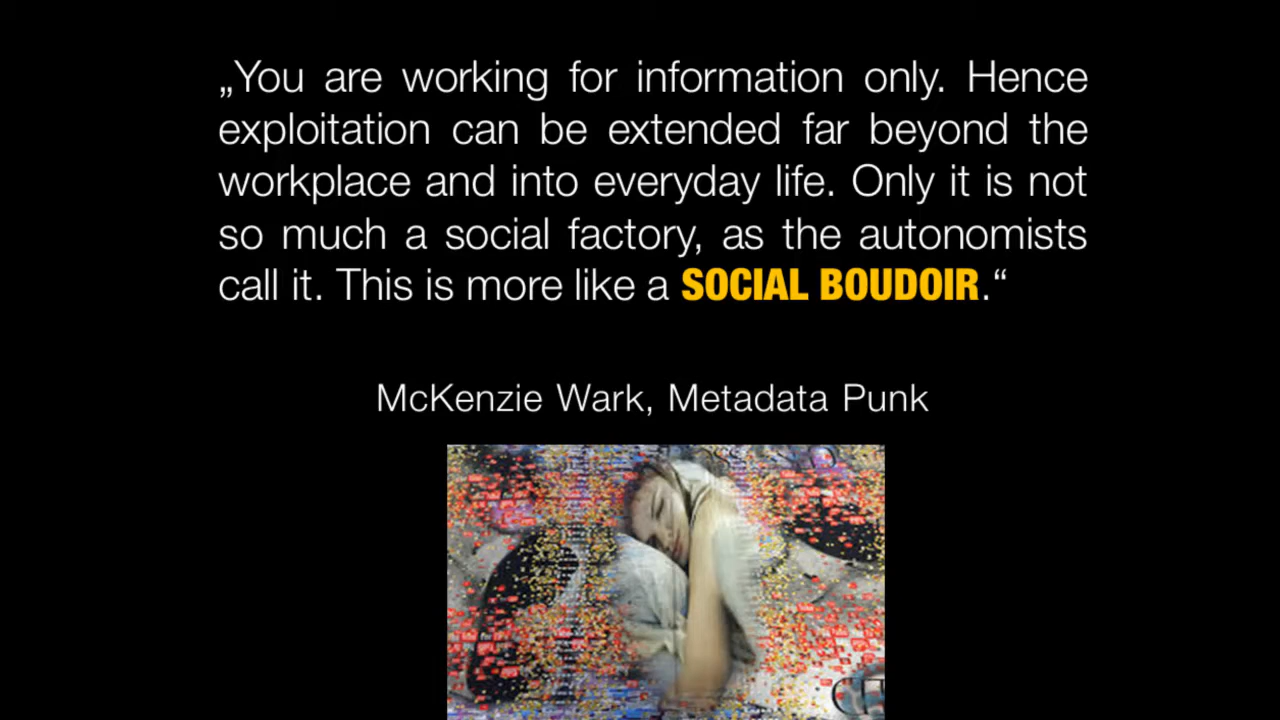 „You are working for information only. Hence
exploitation can be extended far beyond the
workplace and into everyday life. Only it is not
so much a social factory, as the autonomists
call it. This is more like a SOCIAL BOUDOIR.“
McKenzie Wark, Metadata Punk